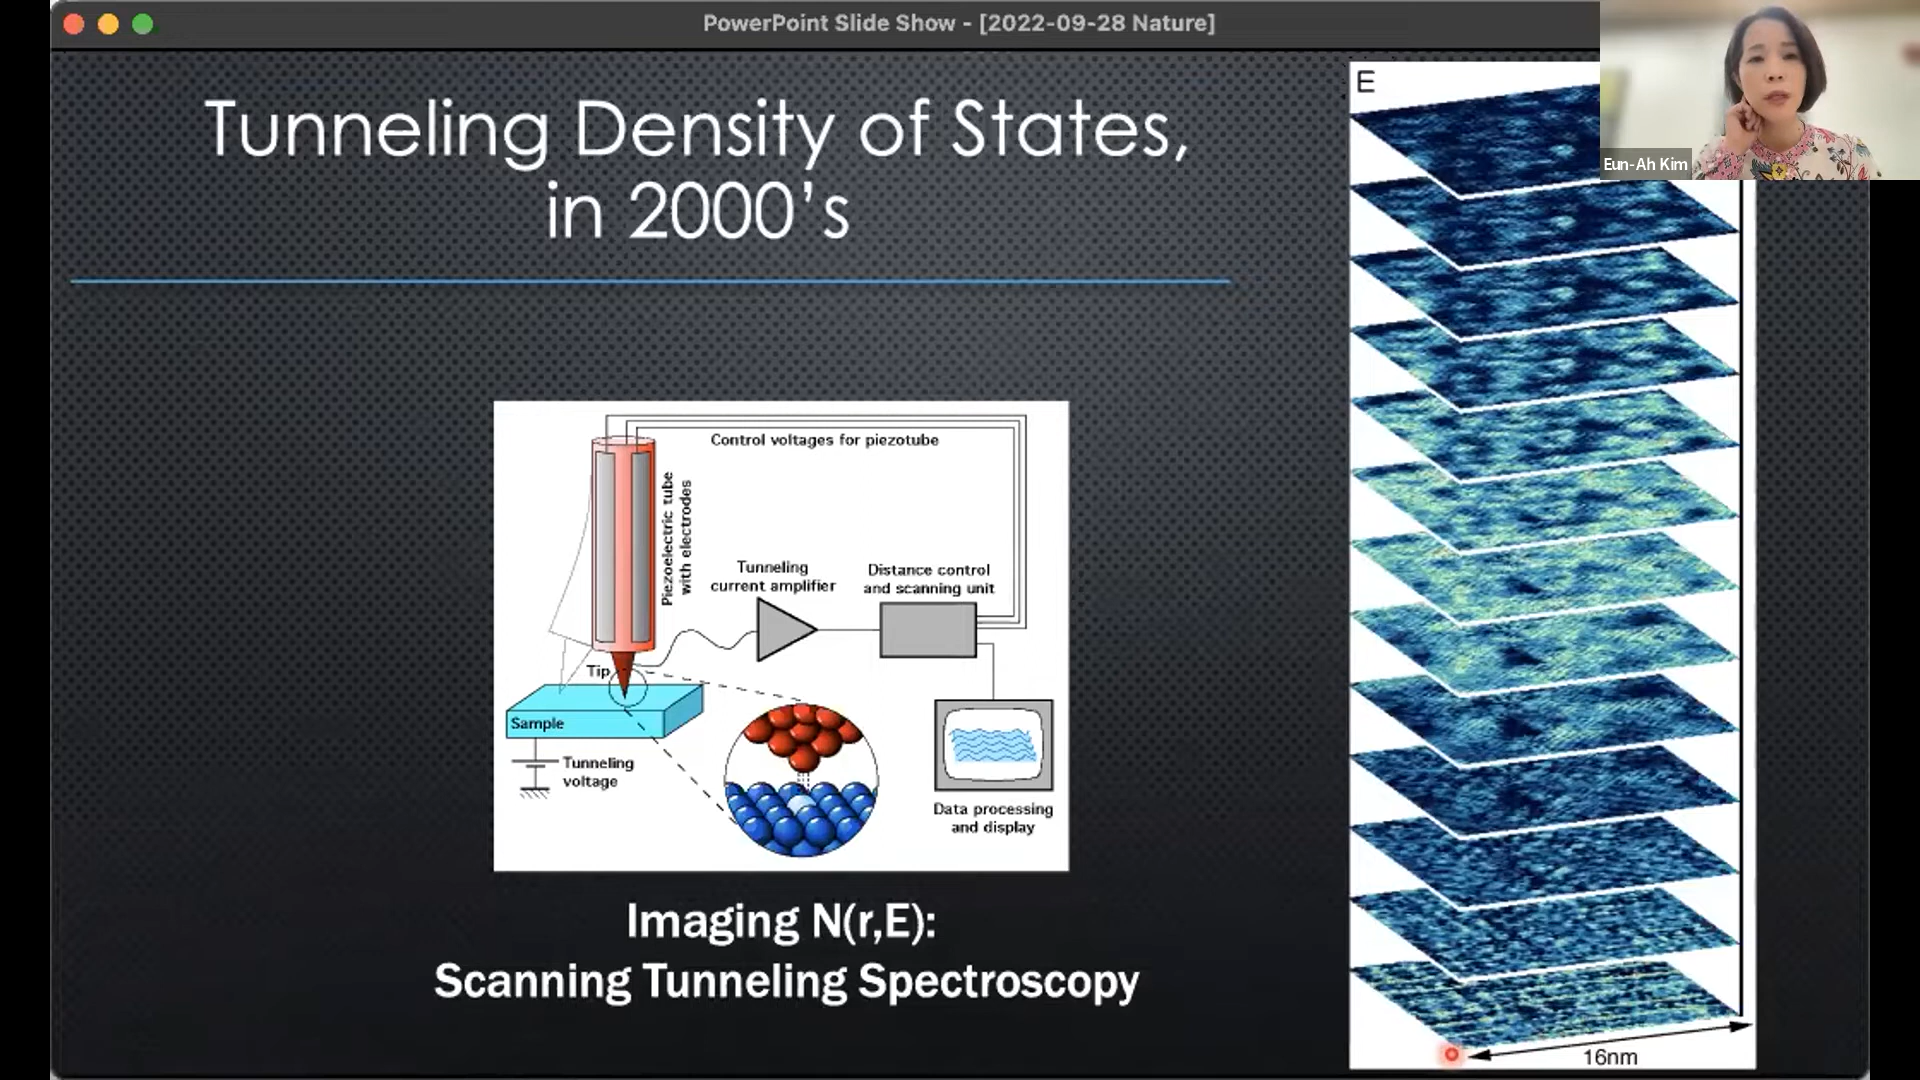 PowerPoint Slide Show - [2022-09-28 Nature]
Tunneling Density of States,
in 2000's
Control voltages for piezotube
Piezoelectric tube
with electrodes
Tunneling
current amplifier
Distance control
and scanning unit
Tip
Sample
Tunneling
voltage
Data processing
and display
Imaging N(r,E):
Scanning Tunneling Spectroscopy
E
16nm
Eun-Ah Kim